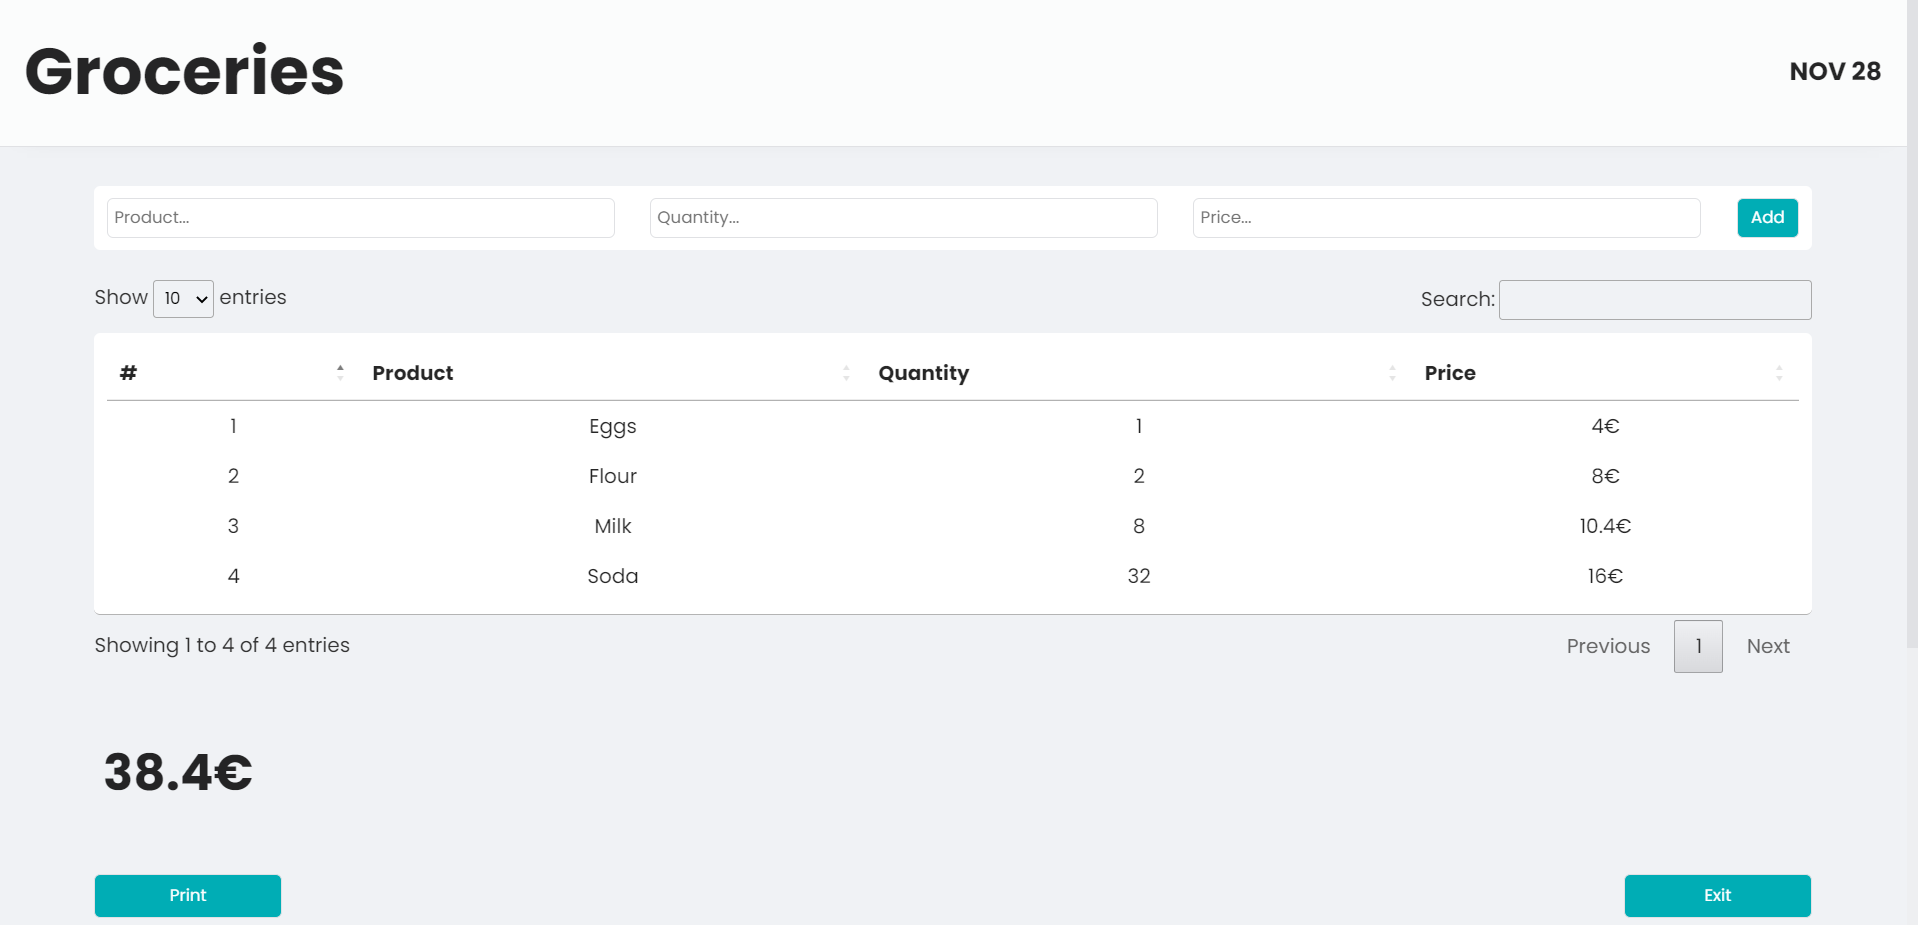 Groceries
NOV 28
Product...
Quantity...
Price...
Add
Show 10 entries
Search:
# Product Quantity Price
1 Eggs 1 4€
2 Flour 2 8€
3 Milk 8 10.4€
4 Soda 32 16€
Showing 1 to 4 of 4 entries
Previous 1 Next
38.4€
Print
Exit